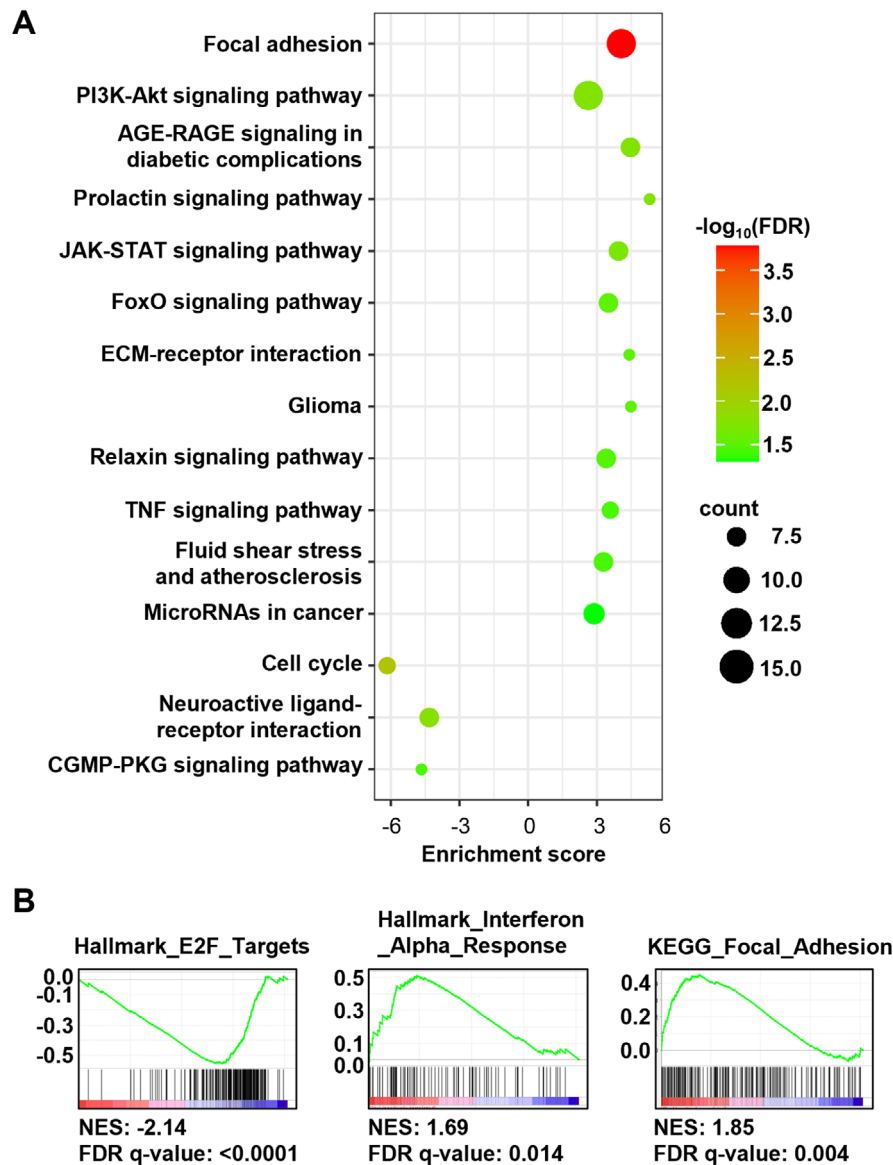 A
Focal adhesion
PI3K-Akt signaling pathway
AGE-RAGE signaling in
diabetic complications
Prolactin signaling pathway
JAK-STAT signaling pathway
FoxO signaling pathway
ECM-receptor interaction
Glioma
Relaxin signaling pathway
TNF signaling pathway
Fluid shear stress
and atherosclerosis
MicroRNAs in cancer
Cell cycle
Neuroactive ligand-
receptor interaction
CGMP-PKG signaling pathway
-6 -3 0 3 6
Enrichment score
-log₁₀(FDR)
3.5
3.0
2.5
2.0
1.5
count
7.5
10.0
12.5
15.0
B
Hallmark_E2F_Targets
0.0
-0.1
-0.3
-0.5
NES: -2.14
FDR q-value: <0.0001
Hallmark_Interferon
_Alpha_Response
0.5
0.3
0.1
0.0
NES: 1.69
FDR q-value: 0.014
KEGG_Focal_Adhesion
0.4
0.2
0.0
NES: 1.85
FDR q-value: 0.004